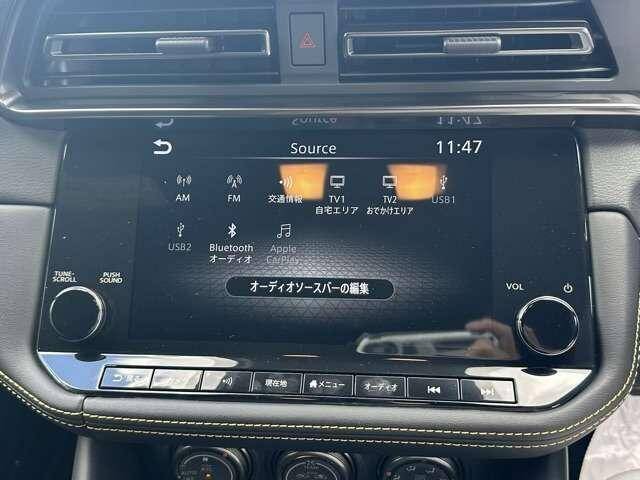 Source 11:47
AM FM 交通情報 TV1 自宅エリア TV2 おでかけエリア USB1
USB2 Bluetooth オーディオ Apple CarPlay
オーディオソースバーの編集
TUNE-SCROLL PUSH SOUND
VOL
現在地 メニュー オーディオ
25
AUTO